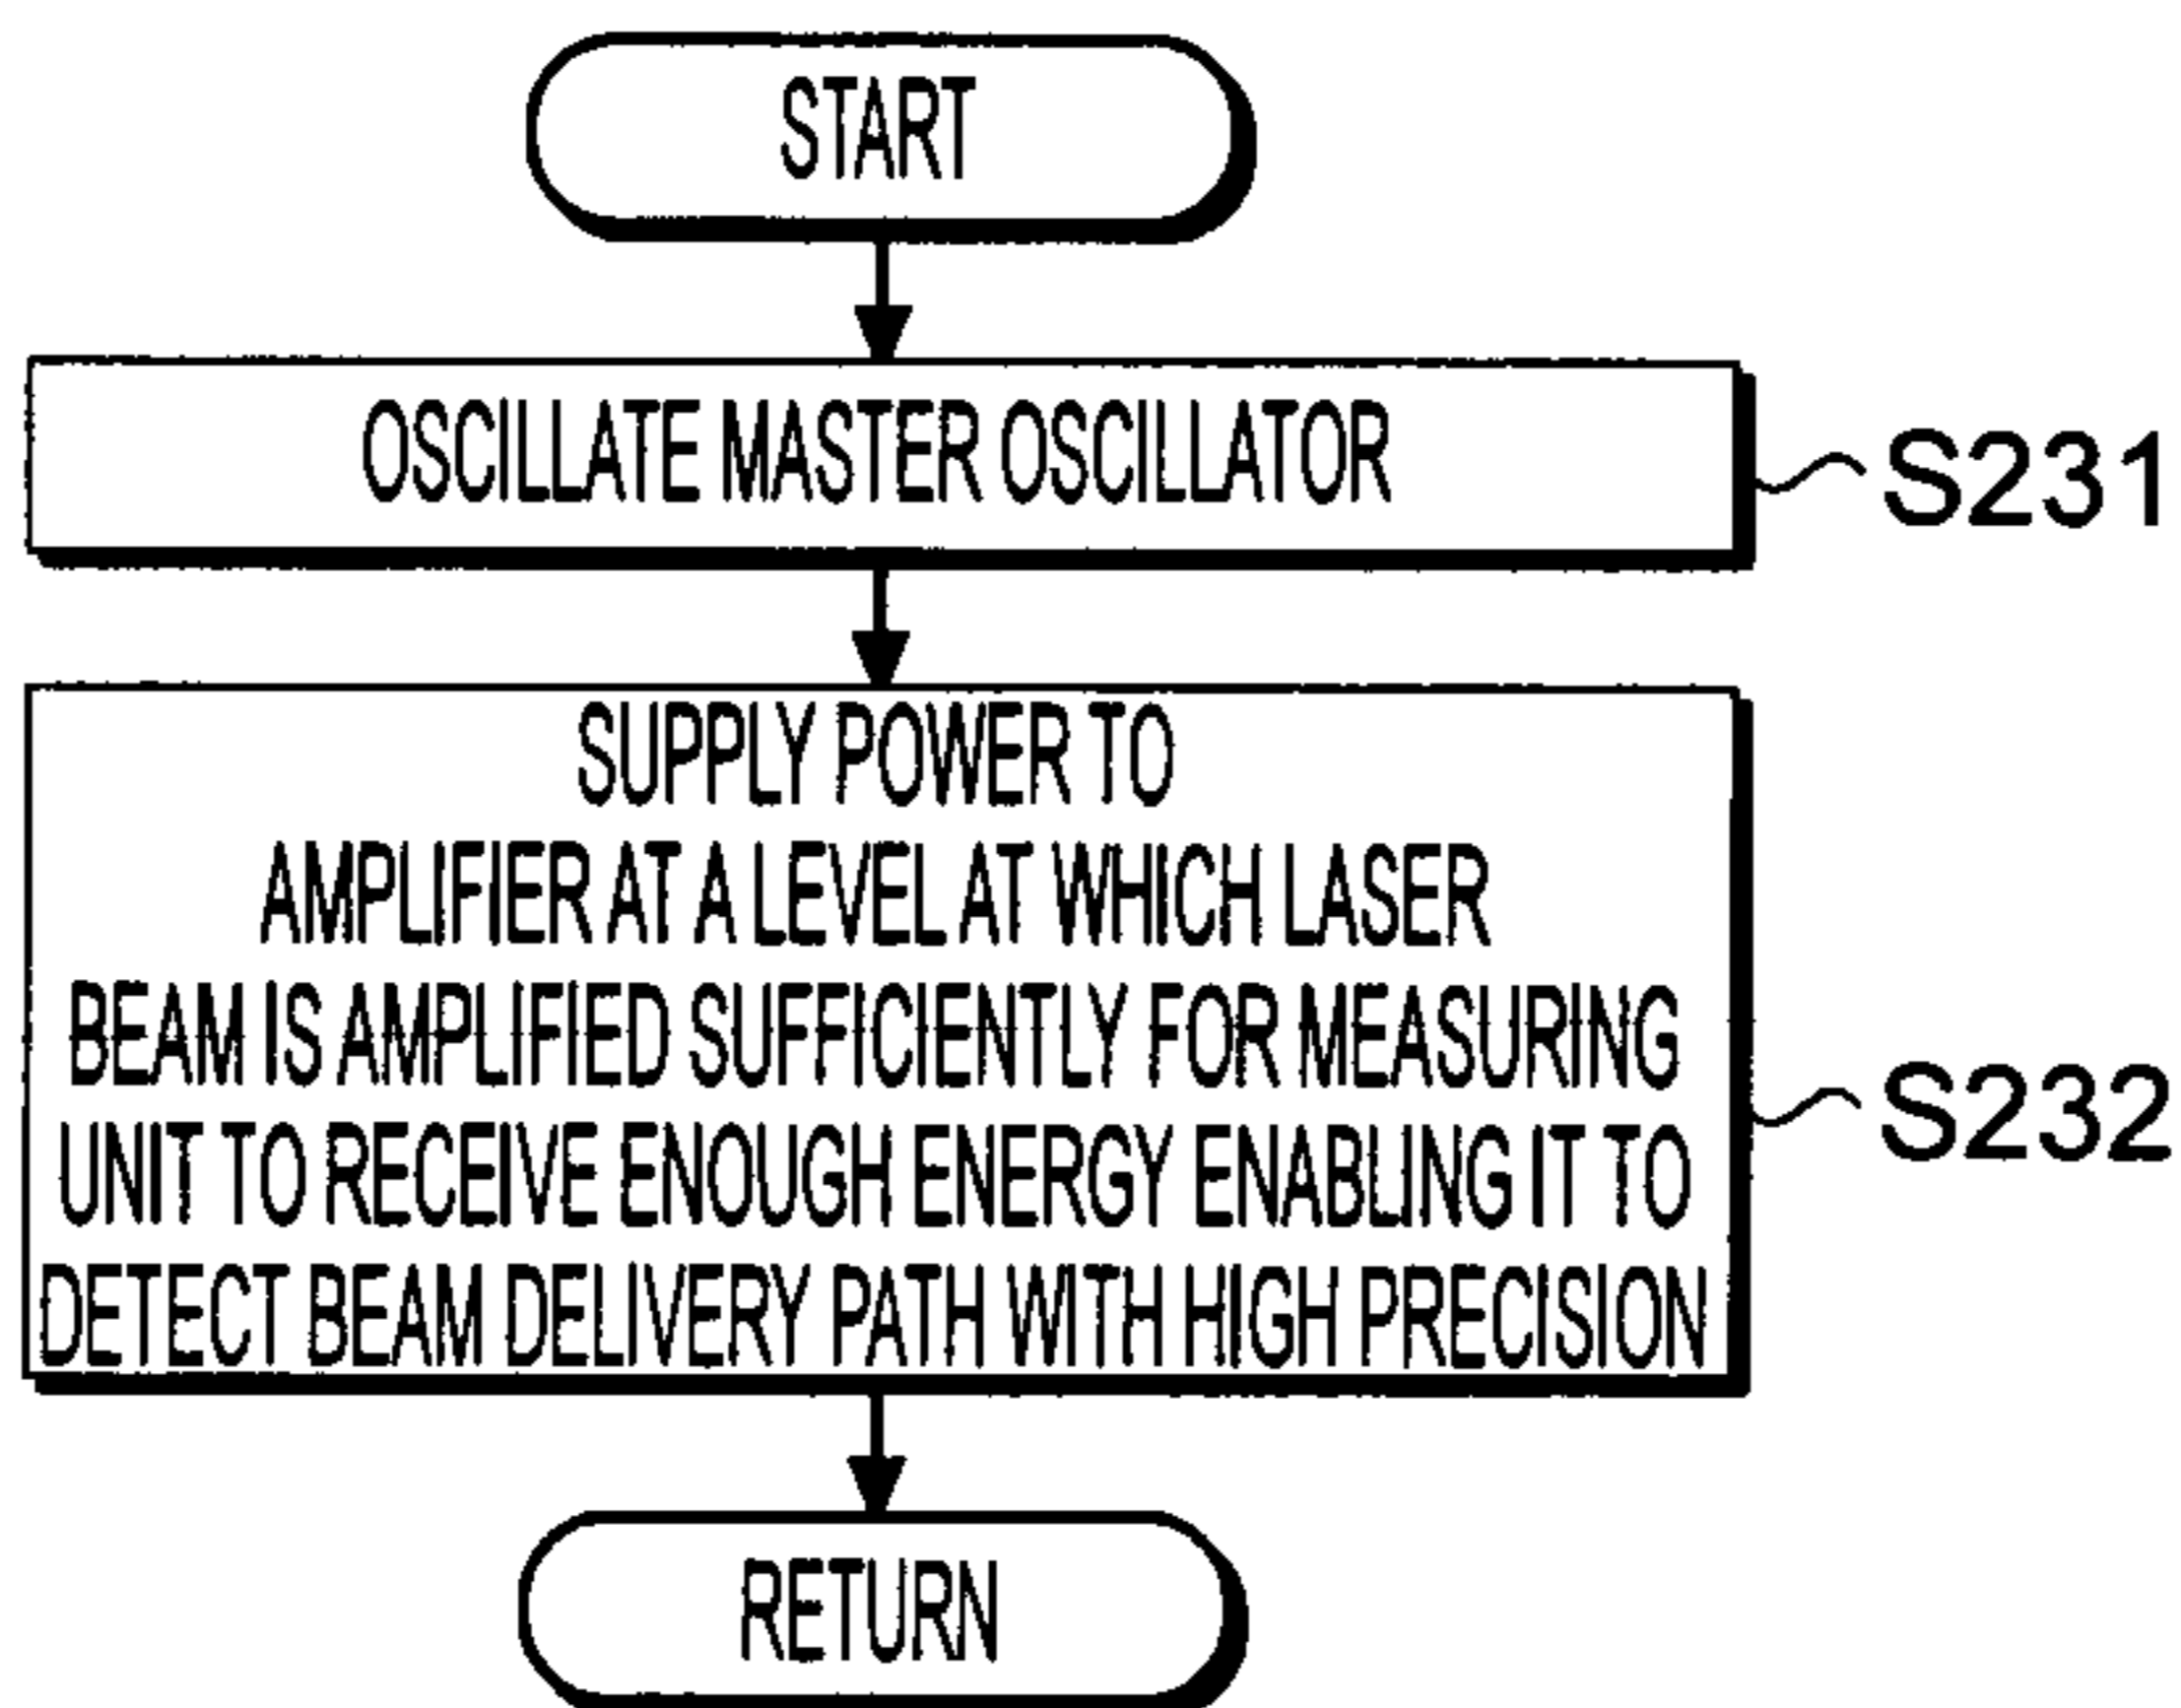 START
OSCILLATE MASTER OSCILLATOR
S231
SUPPLY POWER TO
AMPLIFIER AT A LEVEL AT WHICH LASER
BEAM IS AMPLIFIED SUFFICIENTLY FOR MEASURING
UNIT TO RECEIVE ENOUGH ENERGY ENABLING IT TO
DETECT BEAM DELIVERY PATH WITH HIGH PRECISION
S232
RETURN